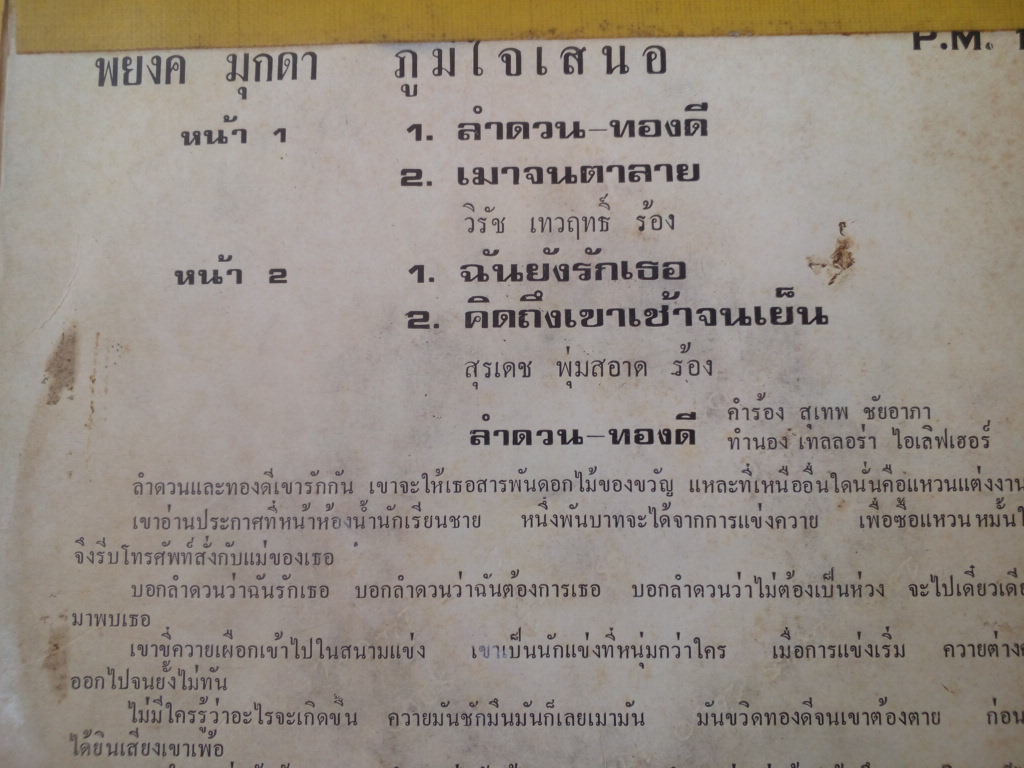 P.M.
พยงค มุกดา ภูมิใจเสนอ
หน้า 1 1. ลำดวน-ทองดี
2. เมาจนตาลาย
วิรัช เทวฤทธิ์ ร้อง
หน้า 2 1. ฉันยังรักเธอ
2. คิดถึงเขาเช้าจนเย็น
สุรเดช พุ่มสอาด ร้อง
ลำดวน-ทองดี คำร้อง สุเทพ ชัยอาภา
ทำนอง เทลลอร่า ไอเลิฟเฮอร์
ลำดวนและทองดีเขารักกัน เขาจะให้เธอสารพันดอกไม้ของขวัญ แหละที่เหนืออื่นใดนั่นคือแหวนแต่งงาน
เขาอ่านประกาศที่หน้าห้องน้ำนักเรียนชาย หนึ่งพันบาทจะได้จากการแข่งควาย เพื่อซื้อแหวนหมั้น
จึงรีบโทรศัพท์สั่งกับแม่ของเธอ
บอกลำดวนว่าฉันรักเธอ บอกลำดวนว่าฉันต้องการเธอ บอกลำดวนว่าไม่ต้องเป็นห่วง จะไปเดี๋ยวเดีย
มาพบเธอ
เขาขี่ควายเผือกเข้าไปในสนามแข่ง เขาเป็นนักแข่งที่หนุ่มกว่าใคร เมื่อการแข่งเริ่ม ควายต่าง
ออกไปจนยั้งไม่ทัน
ไม่มีใครรู้ว่าอะไรจะเกิดขึ้น ควายมันชักมึนมันก็เลยเมามัน มันขวิดทองดีจนเขาต้องตาย ก่อน
ได้ยินเสียงเขาเพ้อ